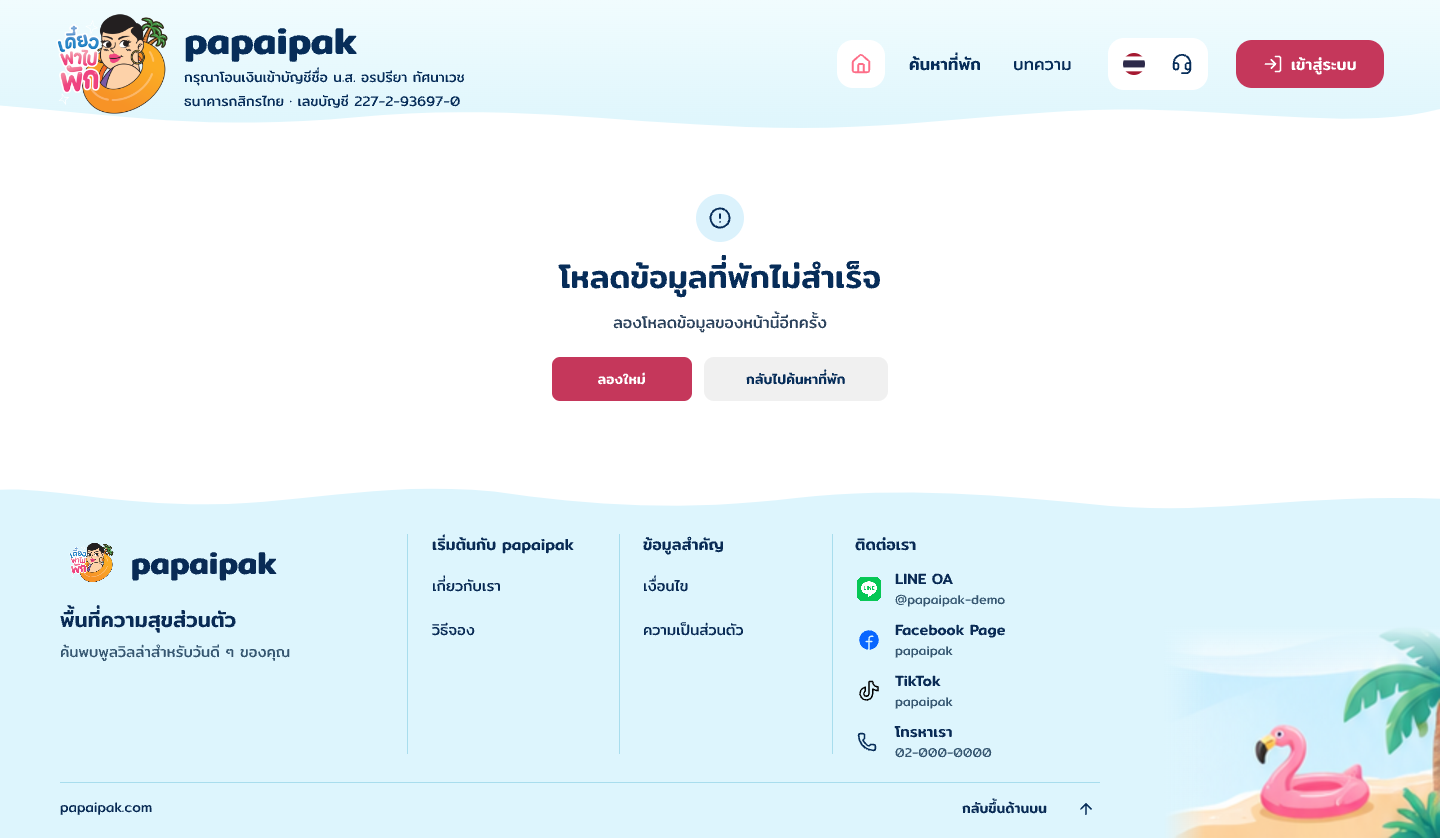 เดี๋ยว
พาไป
พัก
papaipak
กรุณาโอนเงินเข้าบัญชีชื่อ น.ส. อรปรียา ทัศนาเวช
ธนาคารกสิกรไทย · เลขบัญชี 227-2-93697-0
ค้นหาที่พัก
บทความ
เข้าสู่ระบบ
โหลดข้อมูลที่พักไม่สำเร็จ
ลองโหลดข้อมูลของหน้านี้อีกครั้ง
ลองใหม่
กลับไปค้นหาที่พัก
เดี๋ยว
พาไป
พัก
papaipak
พื้นที่ความสุขส่วนตัว
ค้นพบพูลวิลล่าสำหรับวันดี ๆ ของคุณ
เริ่มต้นกับ papaipak
เกี่ยวกับเรา
วิธีจอง
ข้อมูลสำคัญ
เงื่อนไข
ความเป็นส่วนตัว
ติดต่อเรา
LINE
LINE OA
@papaipak-demo
Facebook Page
papaipak
TikTok
papaipak
โทรหาเรา
02-000-0000
papaipak.com
กลับขึ้นด้านบน